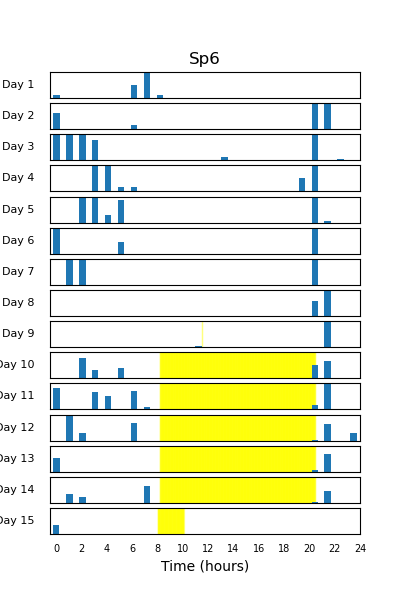 Sp6
Day 1
Day 2
Day 3
Day 4
Day 5
Day 6
Day 7
Day 8
Day 9
Day 10
Day 11
Day 12
Day 13
Day 14
Day 15
0 2 4 6 8 10 12 14 16 18 20 22 24
Time (hours)